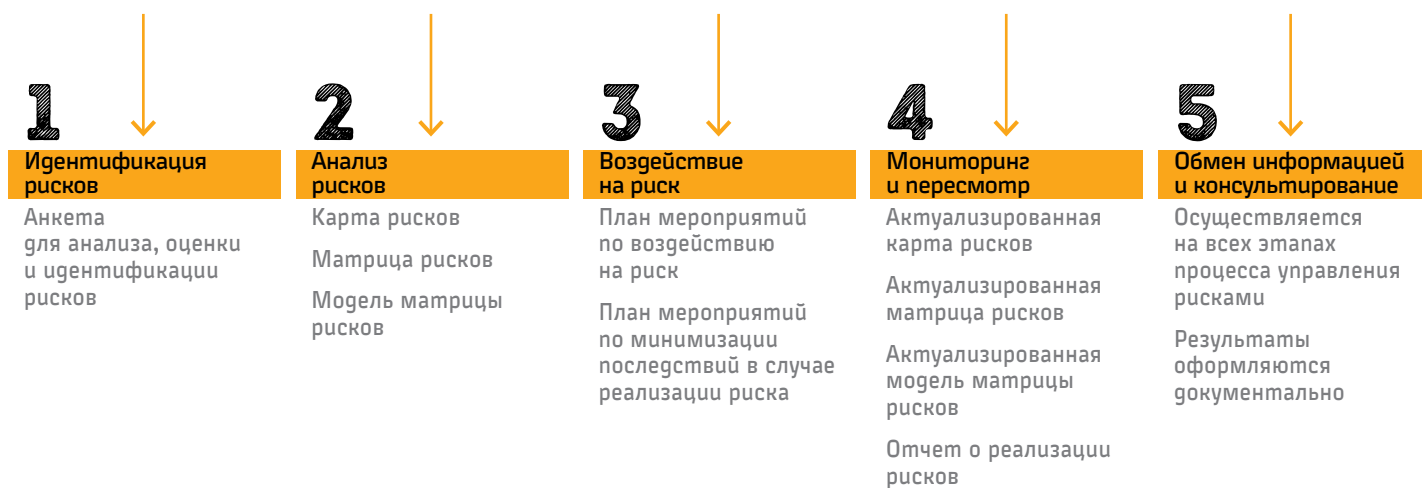 1
Идентификация
рисков
Анкета
для анализа, оценки
и идентификации
рисков
2
Анализ
рисков
Карта рисков
Матрица рисков
Модель матрицы
рисков
3
Воздействие
на риск
План мероприятий
по воздействию
на риск
План мероприятий
по минимизации
последствий в случае
реализации риска
4
Мониторинг
и пересмотр
Актуализированная
карта рисков
Актуализированная
матрица рисков
Актуализированная
модель матрицы
рисков
Отчет о реализации
рисков
5
Обмен информацией
и консультирование
Осуществляется
на всех этапах
процесса управления
рисками
Результаты
оформляются
документально